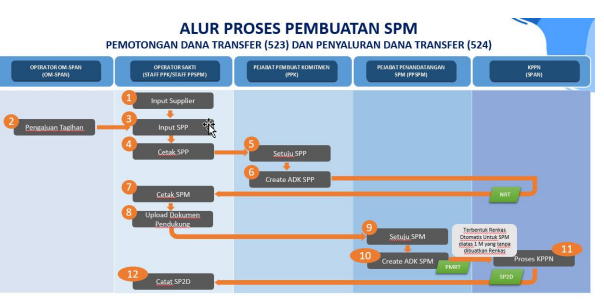 ALUR PROSES PEMBUATAN SPM
PEMOTONGAN DANA TRANSFER (523) DAN PENYALURAN DANA TRANSFER (524)
OPERATOR OM-SPAN
(OM-SPAN)
OPERATOR SAKTI
(STAFF PPK/STAFF PPSPM)
PEJABAT PEMBUAT KOMITMEN
(PPK)
PEJABAT PENANDATANGAN
SPM (PPSPM)
KPPN
(SPAN)
1 Input Supplier
2 Pengajuan Tagihan
3 Input SPP
4 Cetak SPP
5 Setuju SPP
6 Create ADK SPP
7 Cetak SPM
NRT
8 Upload Dokumen
Pendukung
9 Setuju SPM
Terbentuk Renkas
Otomatis Untuk SPM
diatas 1 M yang tanpa
dibuatkan Renkas
10 Create ADK SPM
PMRT
11 Proses KPPN
12 Catat SP2D
SP2D